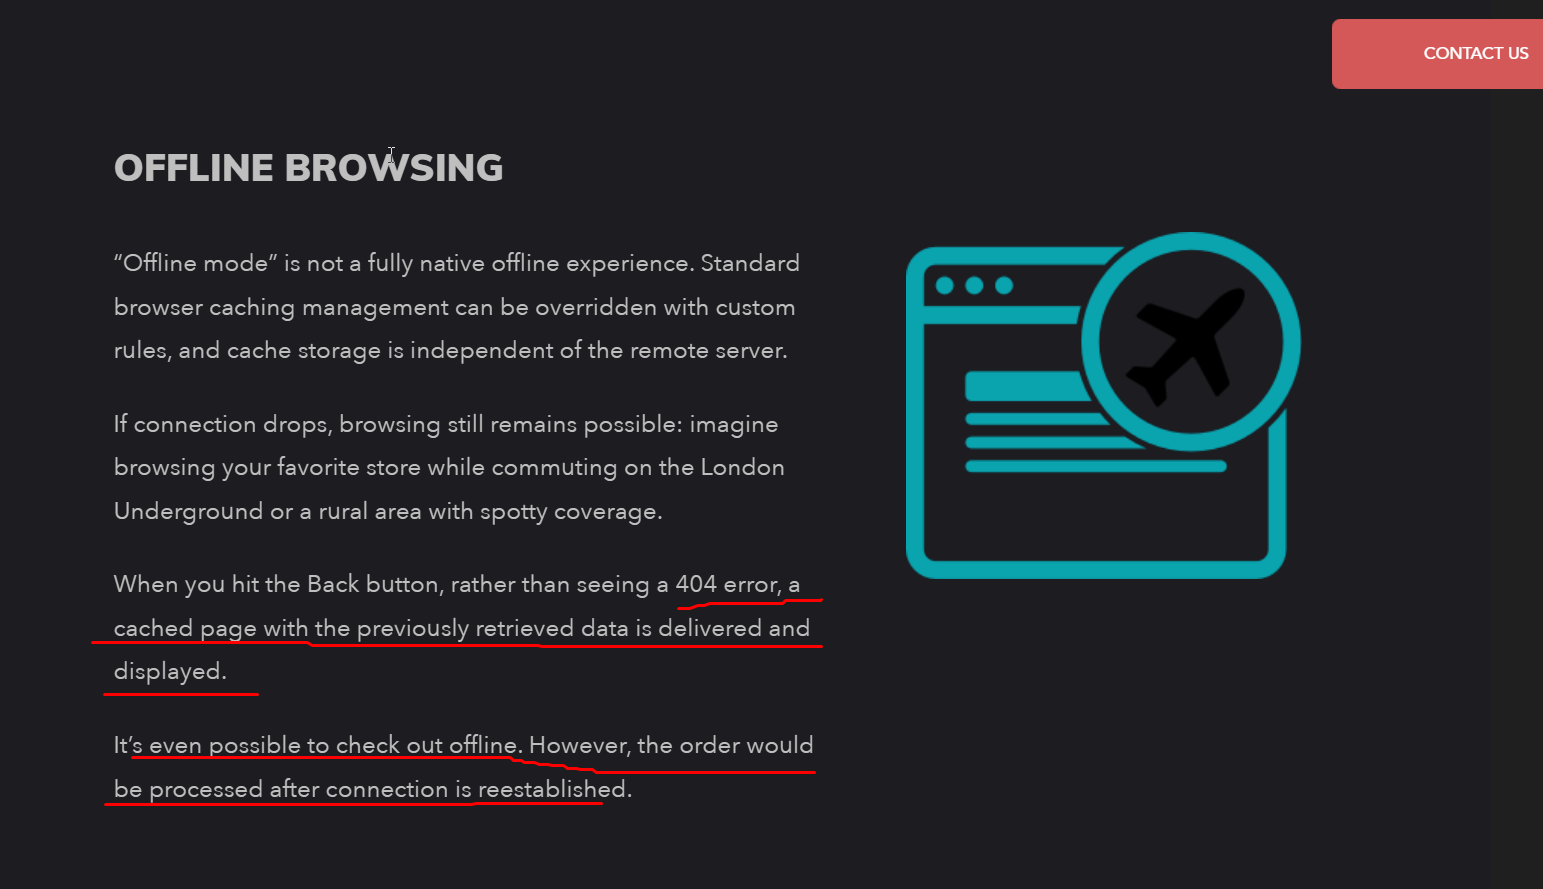 CONTACT US
OFFLINE BROWSING
“Offline mode” is not a fully native offline experience. Standard
browser caching management can be overridden with custom
rules, and cache storage is independent of the remote server.
If connection drops, browsing still remains possible: imagine
browsing your favorite store while commuting on the London
Underground or a rural area with spotty coverage.
When you hit the Back button, rather than seeing a 404 error, a
cached page with the previously retrieved data is delivered and
displayed.
It’s even possible to check out offline. However, the order would
be processed after connection is reestablished.